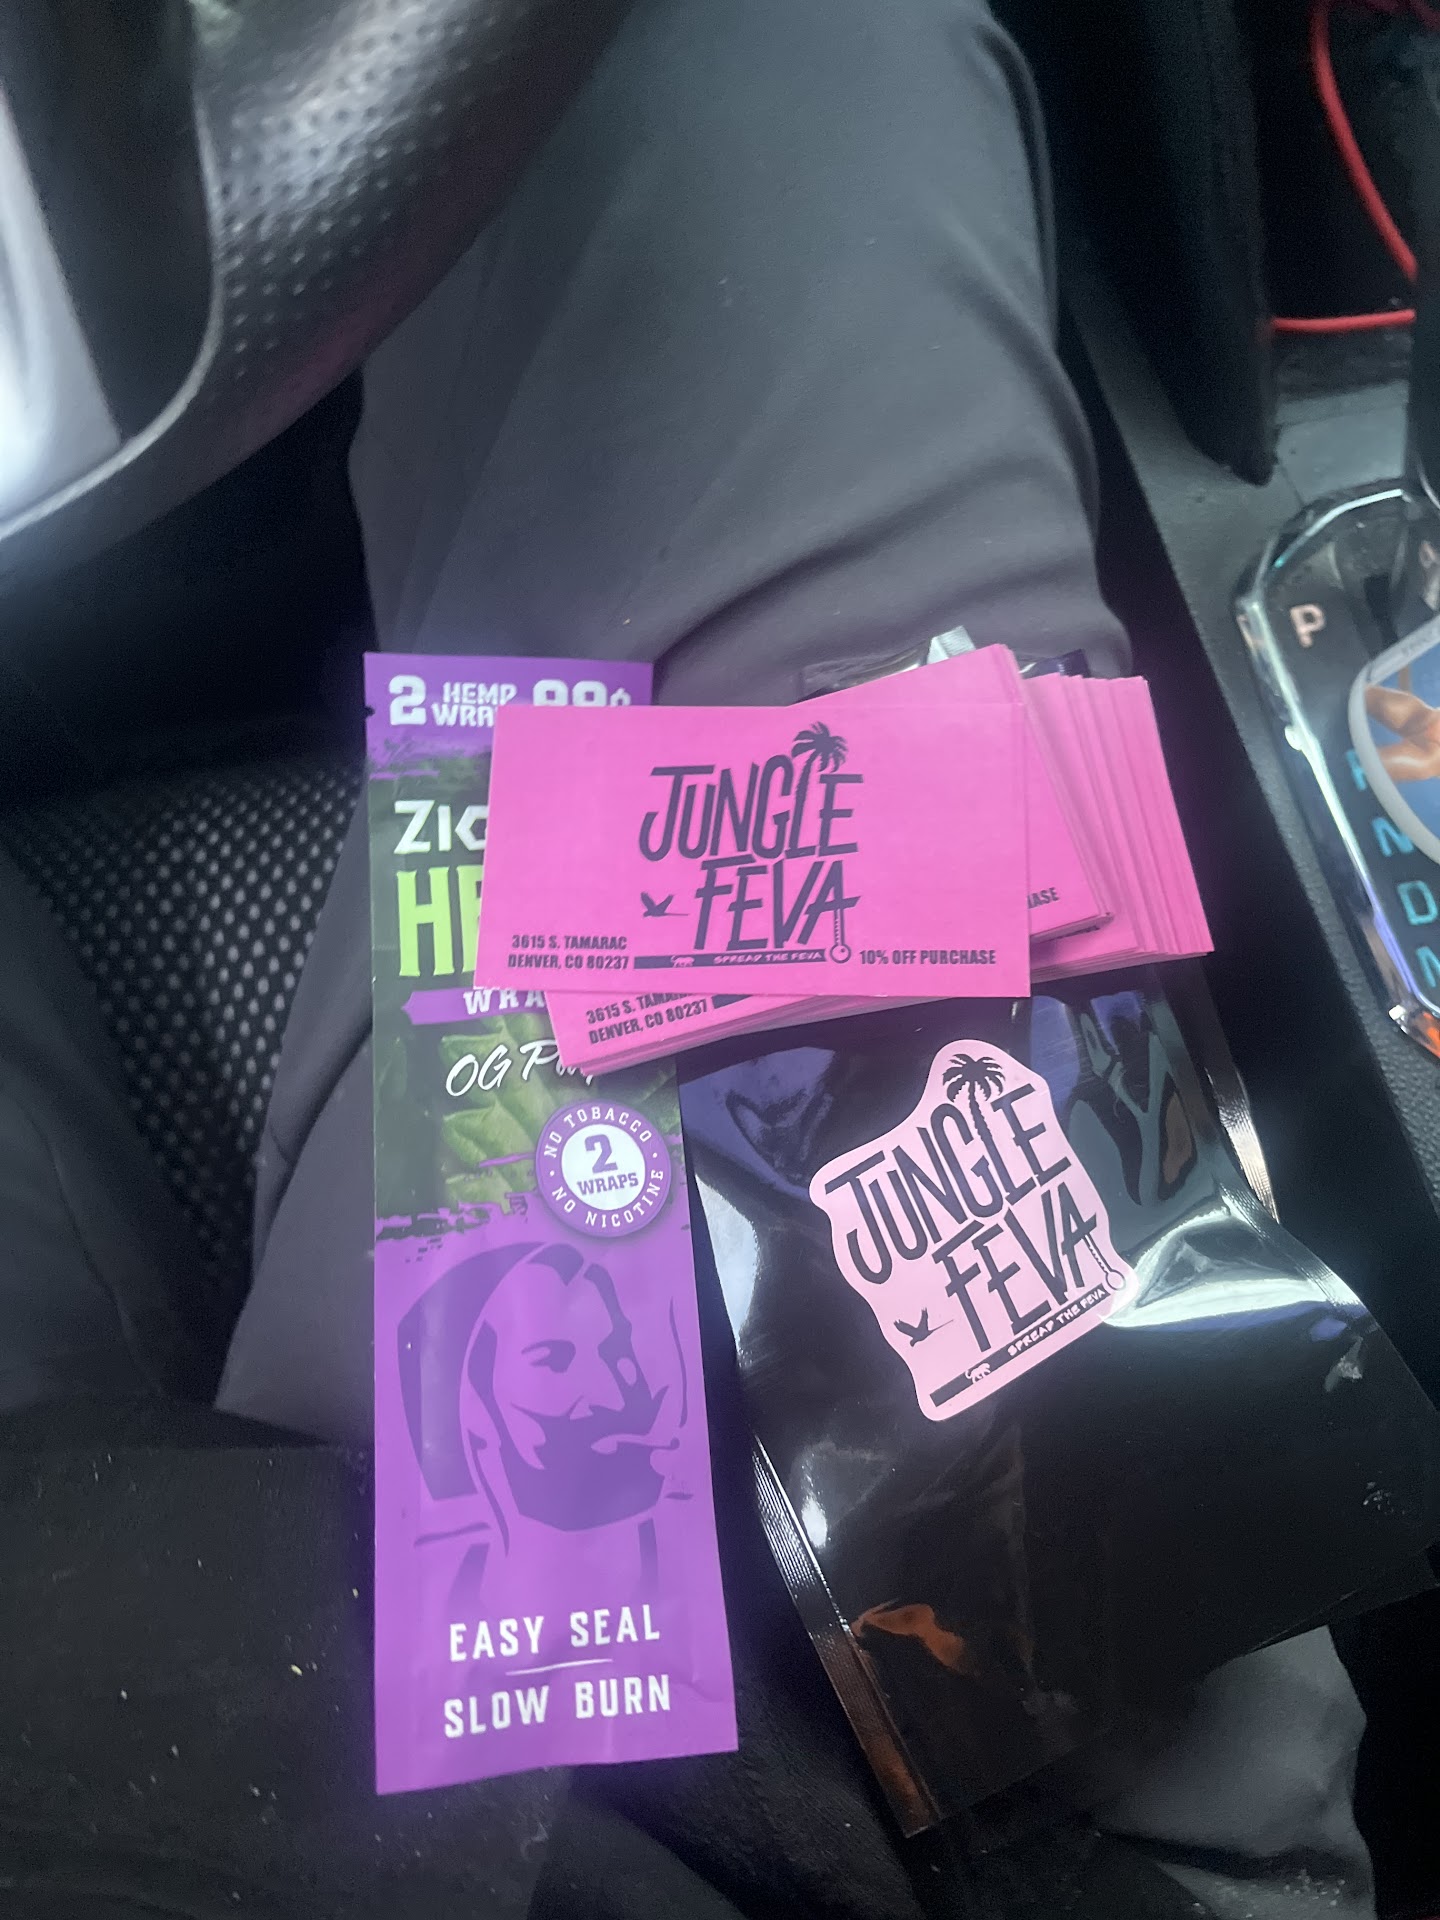 2 HEMP WRA 99¢
ZIG
HE
WRA
OG P
NO TOBACCO
2
WRAPS
NO NICOTINE
EASY SEAL
SLOW BURN
JUNGLE
FEVA
SPREAD THE FEVA
3615 S. TAMARAC
DENVER, CO 80237
10% OFF PURCHASE
ASE
3615 S. TAMARA
DENVER, CO 80237
JUNGLE
FEVA
SPREAD THE FEVA
P
R
N
D
M